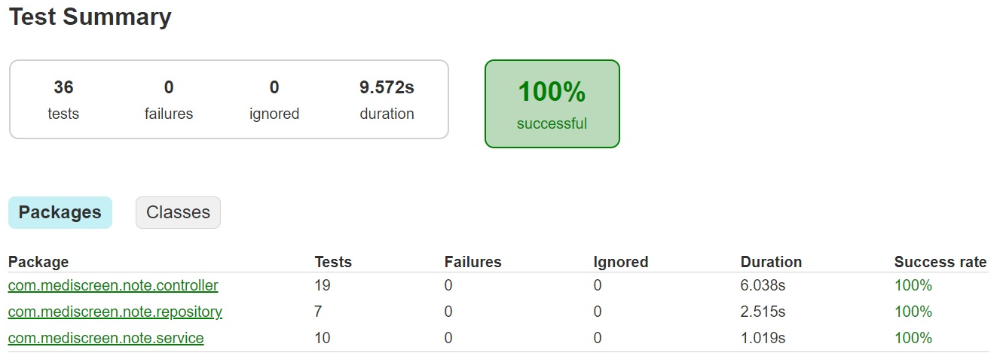 Test Summary
36 0 0 9.572s 100%
tests failures ignored duration successful
Packages Classes
Package Tests Failures Ignored Duration Success rate
com.mediscreen.note.controller 19 0 0 6.038s 100%
com.mediscreen.note.repository 7 0 0 2.515s 100%
com.mediscreen.note.service 10 0 0 1.019s 100%